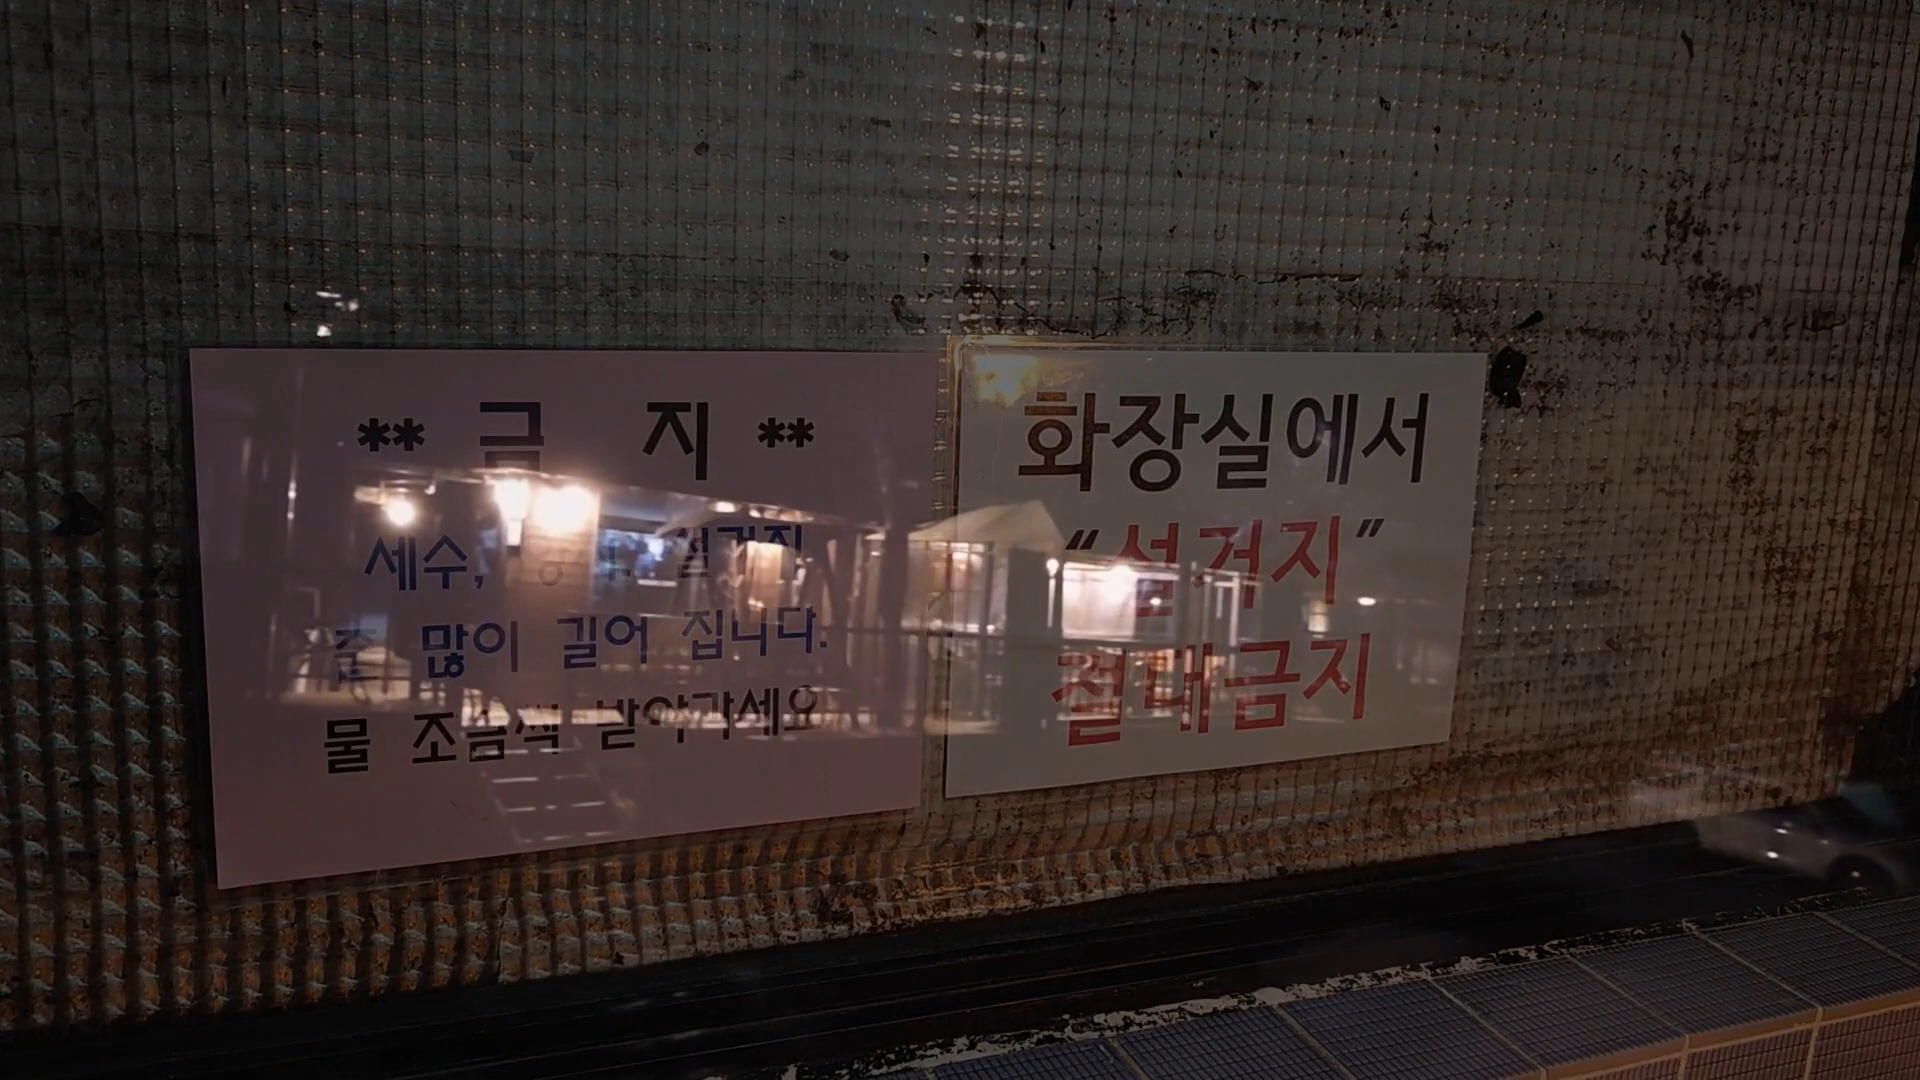 ** 금 지 **
세수, 설거지
줄 많이 길어 집니다.
물 조금씩 받아가세요
화장실에서
"설거지"
절대금지